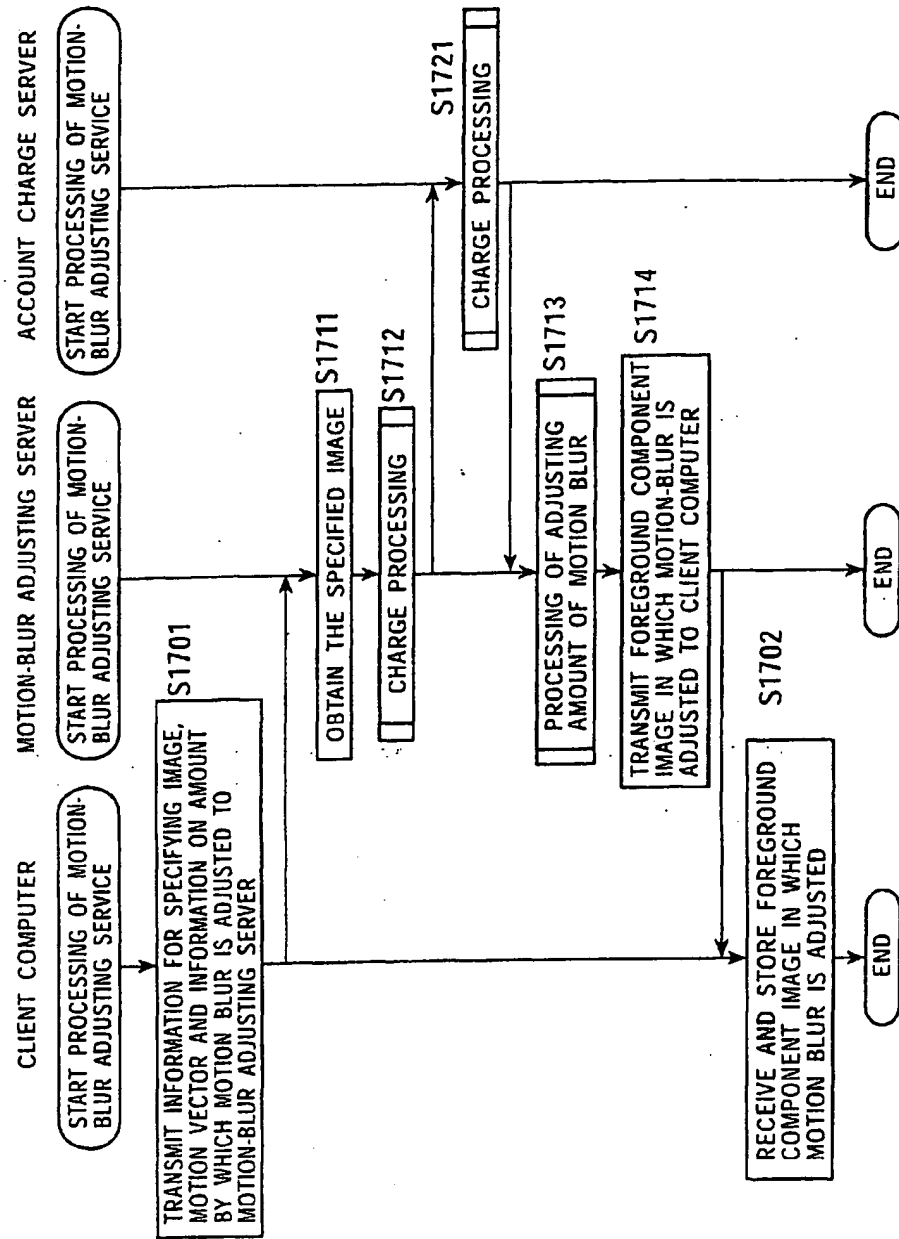 CLIENT COMPUTER
START PROCESSING OF MOTION-
BLUR ADJUSTING SERVICE
TRANSMIT INFORMATION FOR SPECIFYING IMAGE,
MOTION VECTOR AND INFORMATION ON AMOUNT
BY WHICH MOTION BLUR IS ADJUSTED TO
MOTION-BLUR ADJUSTING SERVER
S1701
RECEIVE AND STORE FOREGROUND
COMPONENT IMAGE IN WHICH
MOTION BLUR IS ADJUSTED
S1702
END
MOTION-BLUR ADJUSTING SERVER
START PROCESSING OF MOTION-
BLUR ADJUSTING SERVICE
OBTAIN THE SPECIFIED IMAGE
S1711
CHARGE PROCESSING
S1712
PROCESSING OF ADJUSTING
AMOUNT OF MOTION BLUR
S1713
TRANSMIT FOREGROUND COMPONENT
IMAGE IN WHICH MOTION-BLUR IS
ADJUSTED TO CLIENT COMPUTER
S1714
END
ACCOUNT CHARGE SERVER
START PROCESSING OF MOTION-
BLUR ADJUSTING SERVICE
CHARGE PROCESSING
S1721
END